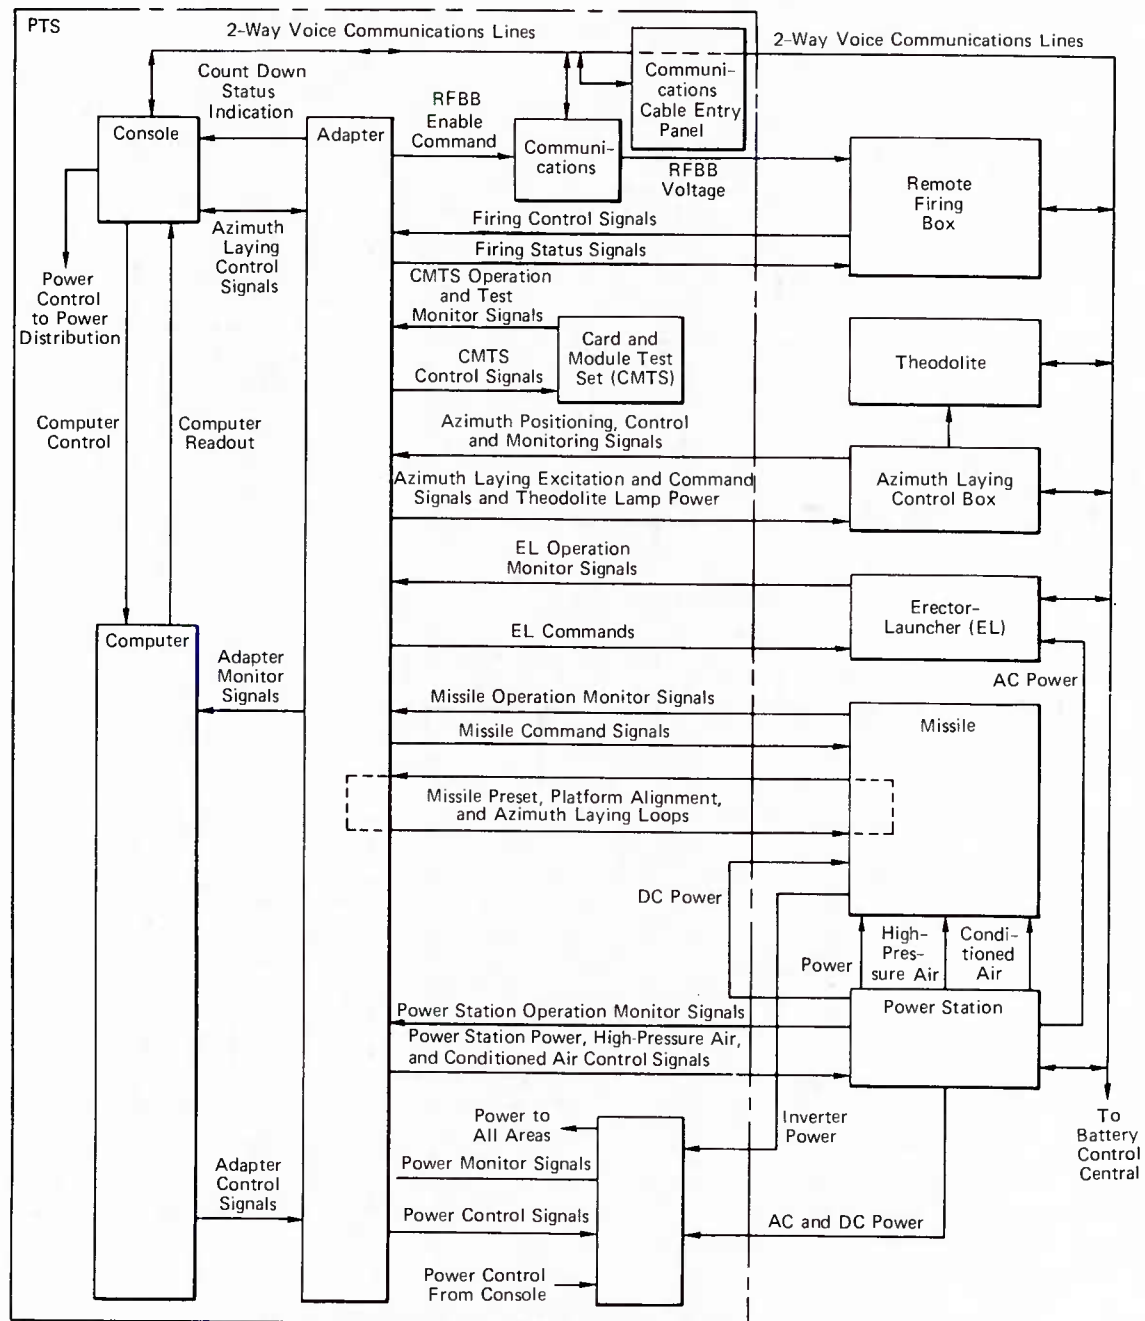 PTS
2-Way Voice Communications Lines
2-Way Voice Communications Lines
Count Down
Status
Indication
Console
Adapter
RFBB
Enable
Command
Communi-
cations
Communi-
cations
Cable Entry
Panel
RFBB
Voltage
Remote
Firing
Box
Azimuth
Laying
Control
Signals
Power
Control
to Power
Distribution
Firing Control Signals
Firing Status Signals
CMTS Operation
and Test
Monitor Signals
CMTS
Control Signals
Card and
Module Test
Set (CMTS)
Theodolite
Computer
Control
Computer
Readout
Azimuth Positioning, Control
and Monitoring Signals
Azimuth Laying Excitation and Command
Signals and Theodolite Lamp Power
Azimuth Laying
Control Box
EL Operation
Monitor Signals
EL Commands
Erector-
Launcher (EL)
AC Power
Computer
Adapter
Monitor
Signals
Missile Operation Monitor Signals
Missile Command Signals
Missile
Missile Preset, Platform Alignment,
and Azimuth Laying Loops
DC Power
Power
High-
Pres-
sure Air
Condi-
tioned
Air
Power Station
Power Station Operation Monitor Signals
Power Station Power, High-Pressure Air,
and Conditioned Air Control Signals
Power to
All Areas
Inverter
Power
To
Battery
Control
Central
Adapter
Control
Signals
Power Monitor Signals
Power Control Signals
AC and DC Power
Power Control
From Console